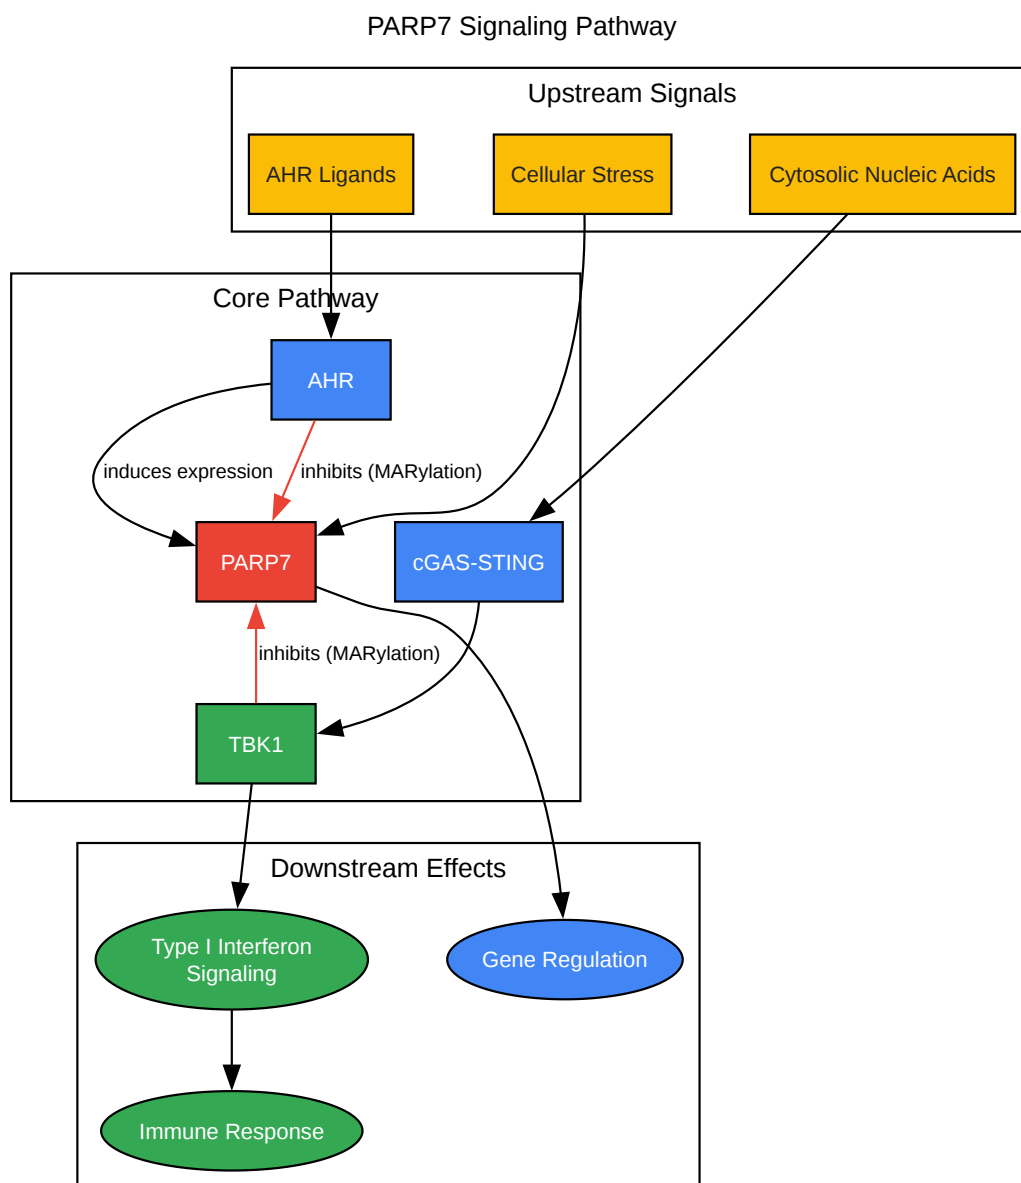 PARP7 Signaling Pathway
Upstream Signals
AHR Ligands
Cellular Stress
Cytosolic Nucleic Acids
Core Pathway
AHR
induces expression
inhibits (MARylation)
PARP7
cGAS-STING
inhibits (MARylation)
TBK1
Downstream Effects
Type I Interferon
Signaling
Gene Regulation
Immune Response